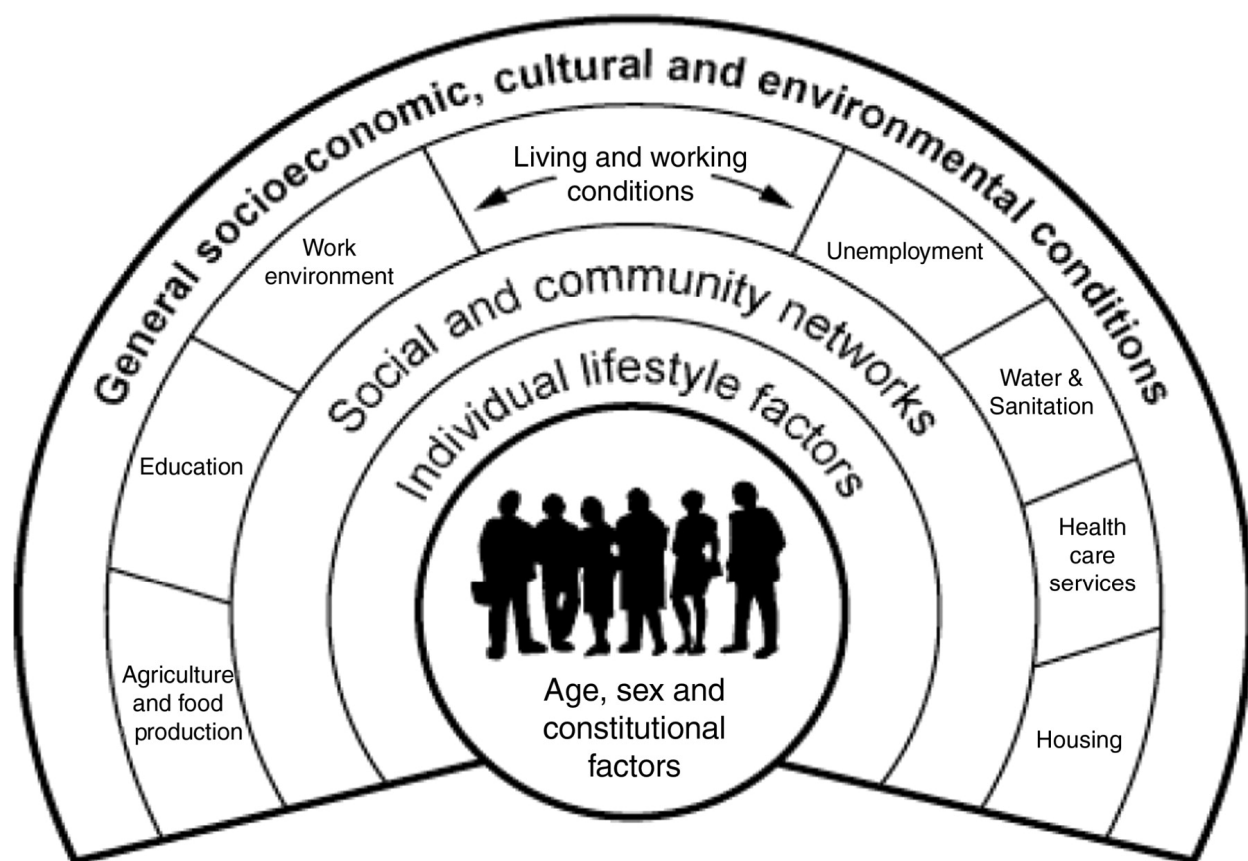 General socioeconomic, cultural and environmental conditions
Living and working
conditions
Work
environment
Unemployment
Education
Water &
Sanitation
Agriculture
and food
production
Health
care
services
Housing
Social and community networks
Individual lifestyle factors
Age, sex and
constitutional
factors